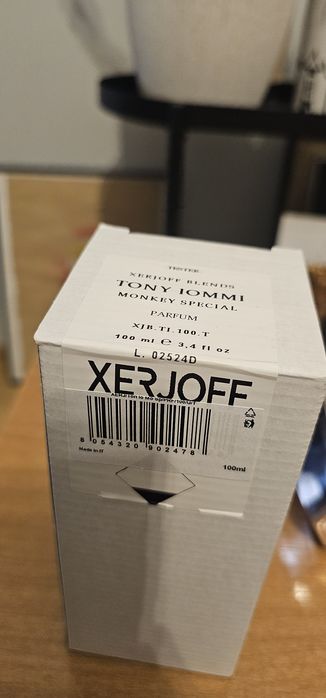 TESTER
XERJOFF BLENDS
TONY IOMMI
MONKEY SPECIAL
PARFUM
XJB.TI.100.T
100 ml e 3,4 fl oz
L. 02524D
XERJOFF
8 054320 902478
Made in IT
100ml